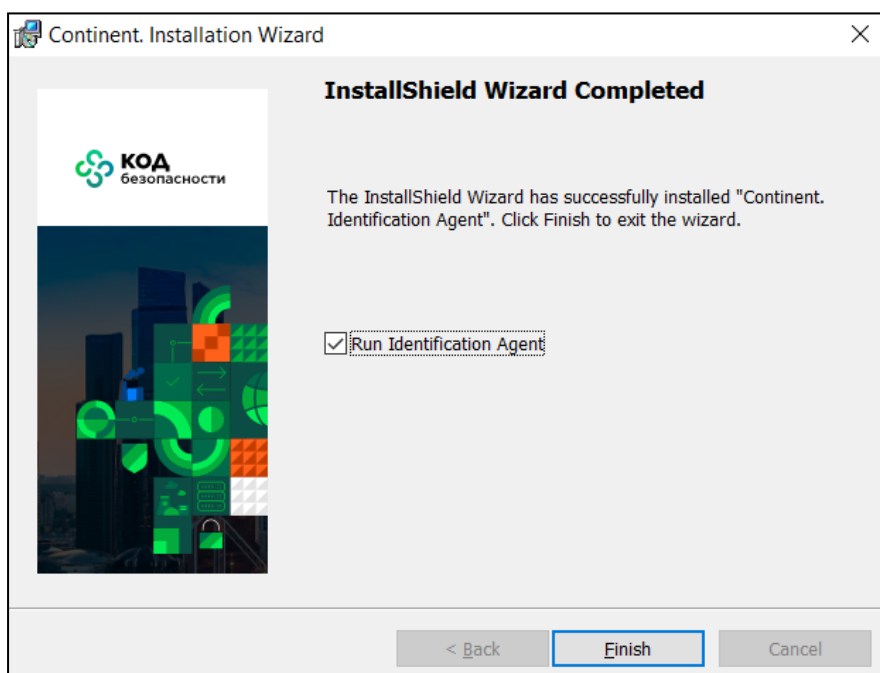 Continent. Installation Wizard
InstallShield Wizard Completed
КОД
безопасности
The InstallShield Wizard has successfully installed "Continent.
Identification Agent". Click Finish to exit the wizard.
Run Identification Agent
< Back
Finish
Cancel